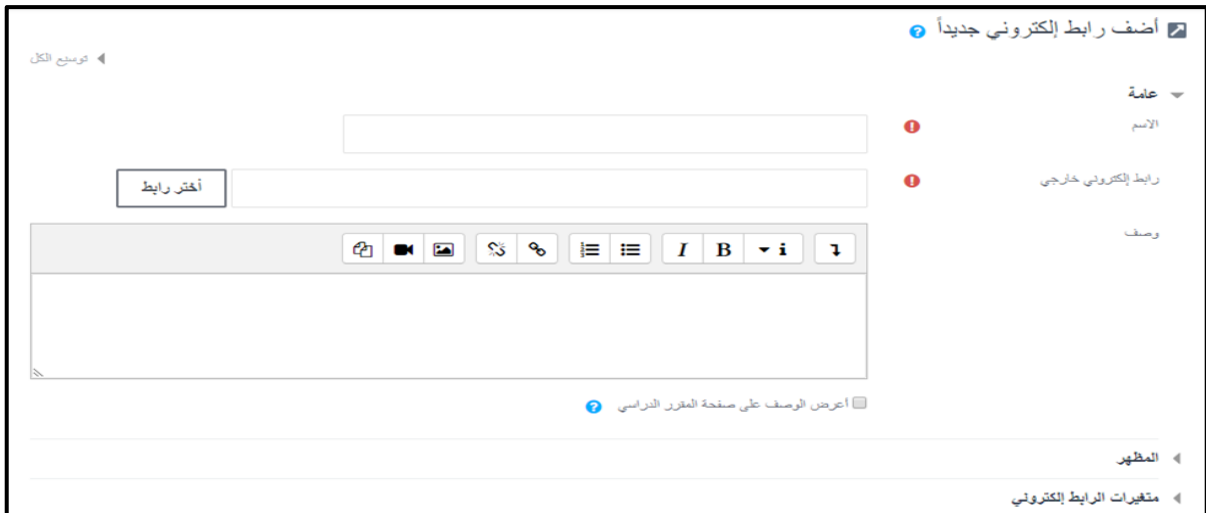 أضف رابط إلكتروني جديداً
توسيع الكل
عامة
الاسم
رابط إلكتروني خارجي
أختر رابط
وصف
i B I
أعرض الوصف على صفحة المقرر الدراسي
المظهر
متغيرات الرابط إلكتروني